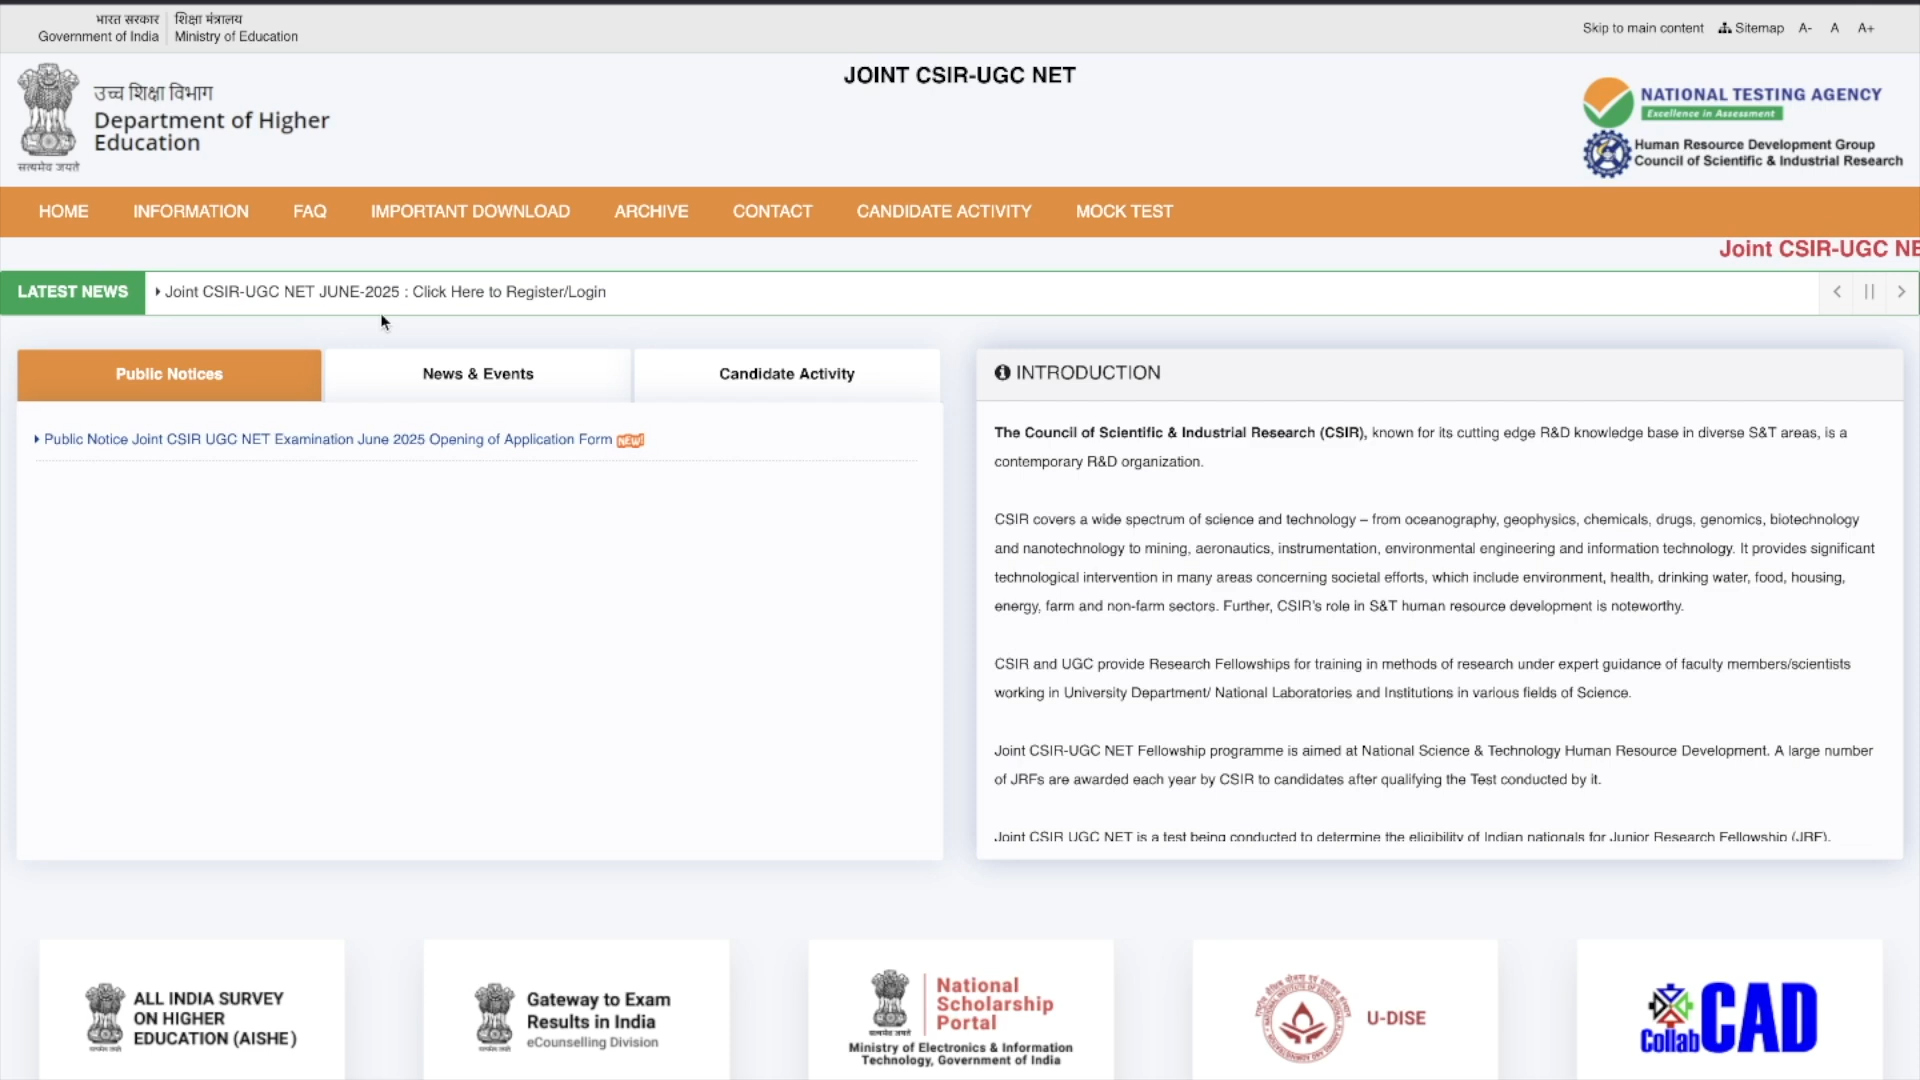 भारत सरकार
Government of India
शिक्षा मंत्रालय
Ministry of Education
Skip to main content Sitemap A- A A+
सत्यमेव जयते
उच्च शिक्षा विभाग
Department of Higher
Education
JOINT CSIR-UGC NET
NATIONAL TESTING AGENCY
Excellence in Assessment
Human Resource Development Group
Council of Scientific & Industrial Research
HOME INFORMATION FAQ IMPORTANT DOWNLOAD ARCHIVE CONTACT CANDIDATE ACTIVITY MOCK TEST
Joint CSIR-UGC NE
LATEST NEWS Joint CSIR-UGC NET JUNE-2025 : Click Here to Register/Login
Public Notices News & Events Candidate Activity
Public Notice Joint CSIR UGC NET Examination June 2025 Opening of Application Form NEW!
INTRODUCTION
The Council of Scientific & Industrial Research (CSIR), known for its cutting edge R&D knowledge base in diverse S&T areas, is a
contemporary R&D organization.
CSIR covers a wide spectrum of science and technology – from oceanography, geophysics, chemicals, drugs, genomics, biotechnology
and nanotechnology to mining, aeronautics, instrumentation, environmental engineering and information technology. It provides significant
technological intervention in many areas concerning societal efforts, which include environment, health, drinking water, food, housing,
energy, farm and non-farm sectors. Further, CSIR's role in S&T human resource development is noteworthy.
CSIR and UGC provide Research Fellowships for training in methods of research under expert guidance of faculty members/scientists
working in University Department/ National Laboratories and Institutions in various fields of Science.
Joint CSIR-UGC NET Fellowship programme is aimed at National Science & Technology Human Resource Development. A large number
of JRFs are awarded each year by CSIR to candidates after qualifying the Test conducted by it.
Joint CSIR UGC NET is a test being conducted to determine the eligibility of Indian nationals for Junior Research Fellowship (JRF),
ALL INDIA SURVEY
ON HIGHER
EDUCATION (AISHE)
Gateway to Exam
Results in India
eCounselling Division
National
Scholarship
Portal
Ministry of Electronics & Information
Technology, Government of India
U-DISE
CollabCAD